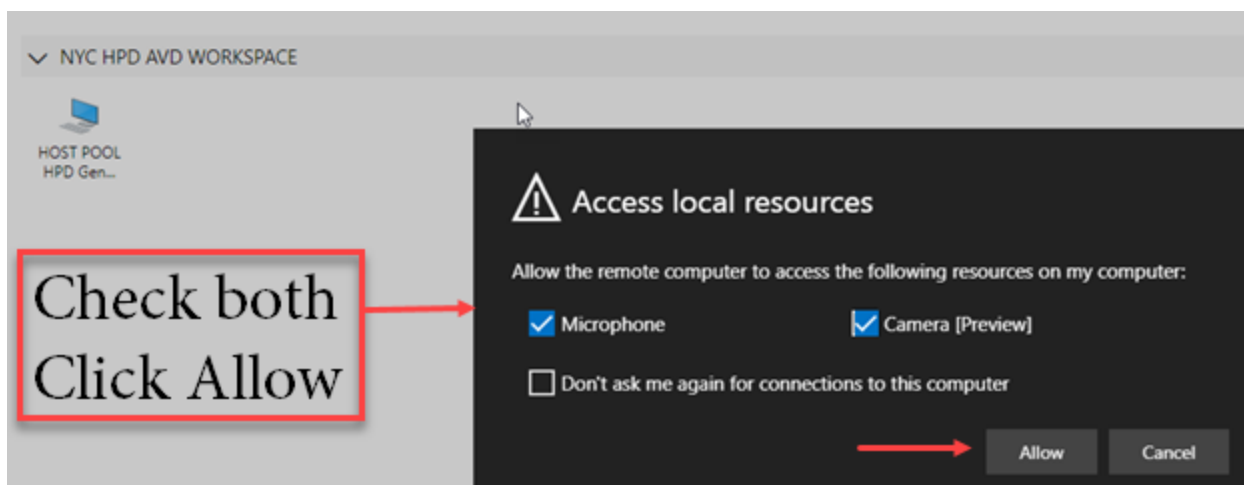 NYC HPD AVD WORKSPACE
HOST POOL
HPD Gen...
Access local resources
Allow the remote computer to access the following resources on my computer:
Check both
Click Allow
Microphone
Camera [Preview]
Don't ask me again for connections to this computer
Allow
Cancel